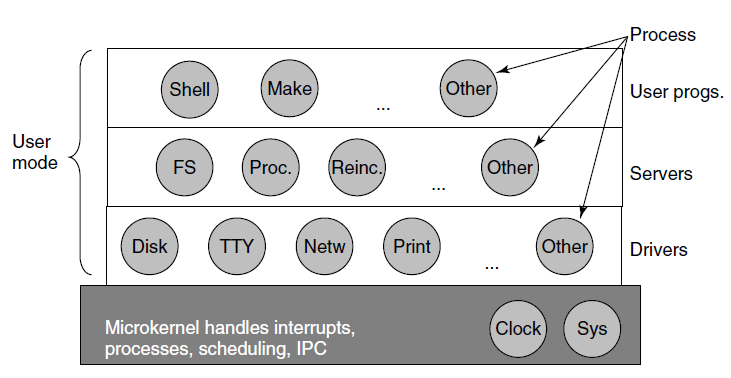 Process
Shell Make ... Other User progs.
User
mode
FS Proc. Reinc. ... Other Servers
Disk TTY Netw Print ... Other Drivers
Microkernel handles interrupts,
processes, scheduling, IPC
Clock Sys